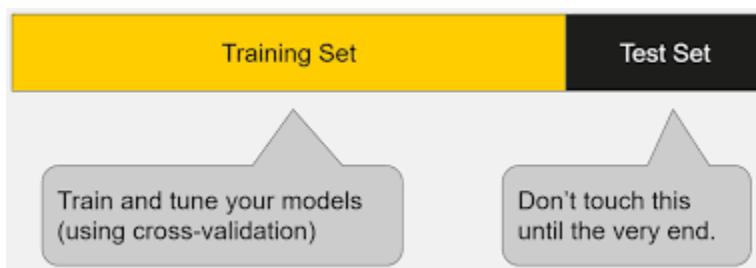 Training Set
Test Set
Train and tune your models
(using cross-validation)
Don't touch this
until the very end.